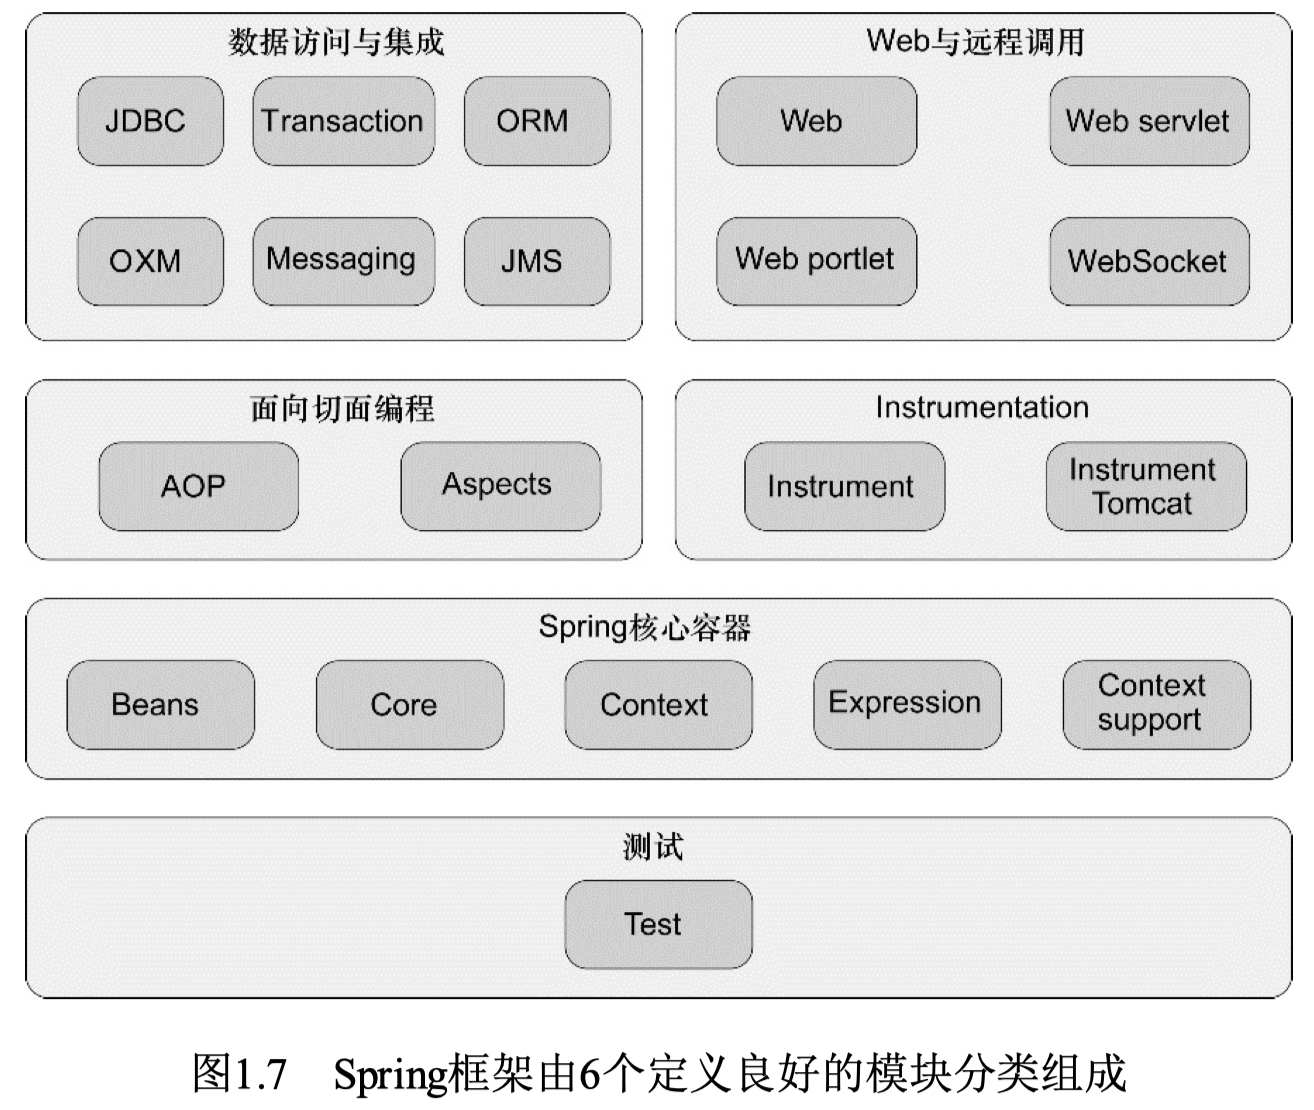 数据访问与集成
JDBC Transaction ORM
OXM Messaging JMS
Web与远程调用
Web Web servlet
Web portlet WebSocket
面向切面编程
AOP Aspects
Instrumentation
Instrument Instrument
Tomcat
Spring核心容器
Beans Core Context Expression Context
support
测试
Test
图1.7 Spring框架由6个定义良好的模块分类组成